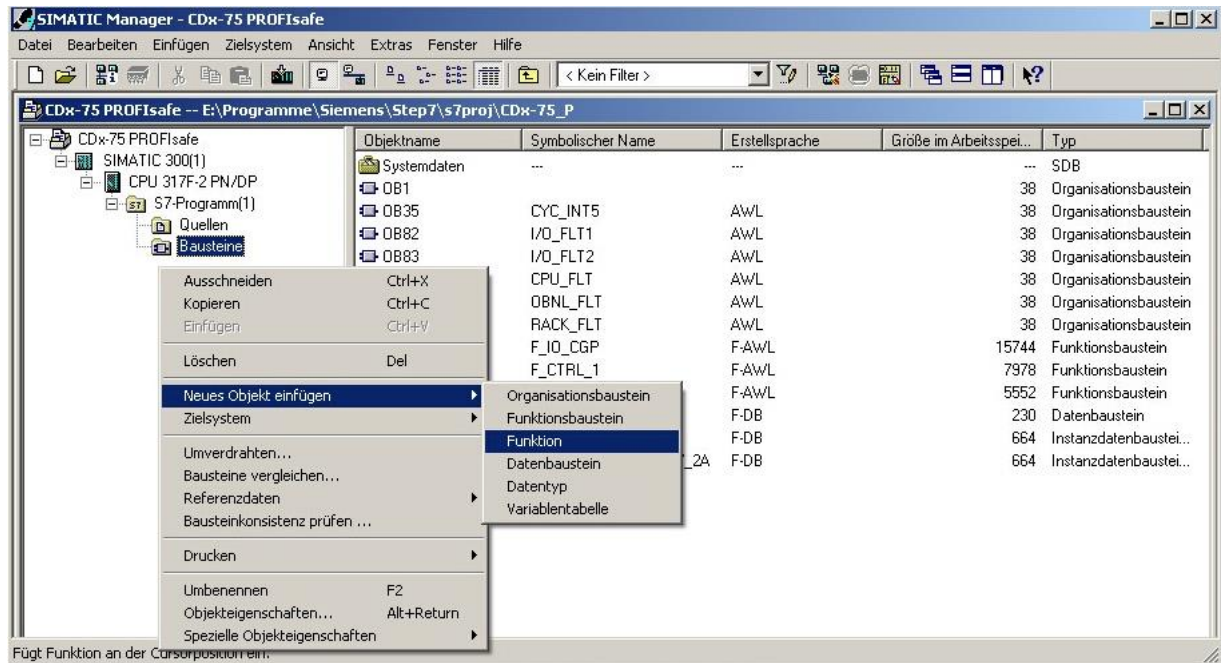 SIMATIC Manager - CDx-75 PROFIsafe
Datei Bearbeiten Einfügen Zielsystem Ansicht Extras Fenster Hilfe
< Kein Filter >
CDx-75 PROFIsafe -- E:\Programme\Siemens\Step7\s7proj\CDx-75_P
CDx-75 PROFIsafe
SIMATIC 300(1)
CPU 317F-2 PN/DP
S7-Programm(1)
Quellen
Bausteine
Objektname Symbolischer Name Erstellsprache Größe im Arbeitsspei... Typ
Systemdaten --- --- --- SDB
OB1 38 Organisationsbaustein
OB35 CYC_INT5 AWL 38 Organisationsbaustein
OB82 I/O_FLT1 AWL 38 Organisationsbaustein
OB83 I/O_FLT2 AWL 38 Organisationsbaustein
CPU_FLT AWL 38 Organisationsbaustein
OBNL_FLT AWL 38 Organisationsbaustein
RACK_FLT AWL 38 Organisationsbaustein
F_IO_CGP F-AWL 15744 Funktionsbaustein
F_CTRL_1 F-AWL 7978 Funktionsbaustein
F-AWL 5552 Funktionsbaustein
F-DB 230 Datenbaustein
F-DB 664 Instanzdatenbaustei...
_2A F-DB 664 Instanzdatenbaustei...
Ausschneiden Ctrl+X
Kopieren Ctrl+C
Einfügen Ctrl+V
Löschen Del
Neues Objekt einfügen
Zielsystem
Umverdrahten...
Bausteine vergleichen...
Referenzdaten
Bausteinkonsistenz prüfen ...
Drucken
Umbenennen F2
Objekteigenschaften... Alt+Return
Spezielle Objekteigenschaften
Organisationsbaustein
Funktionsbaustein
Funktion
Datenbaustein
Datentyp
Variablentabelle
Fügt Funktion an der Cursorposition ein.